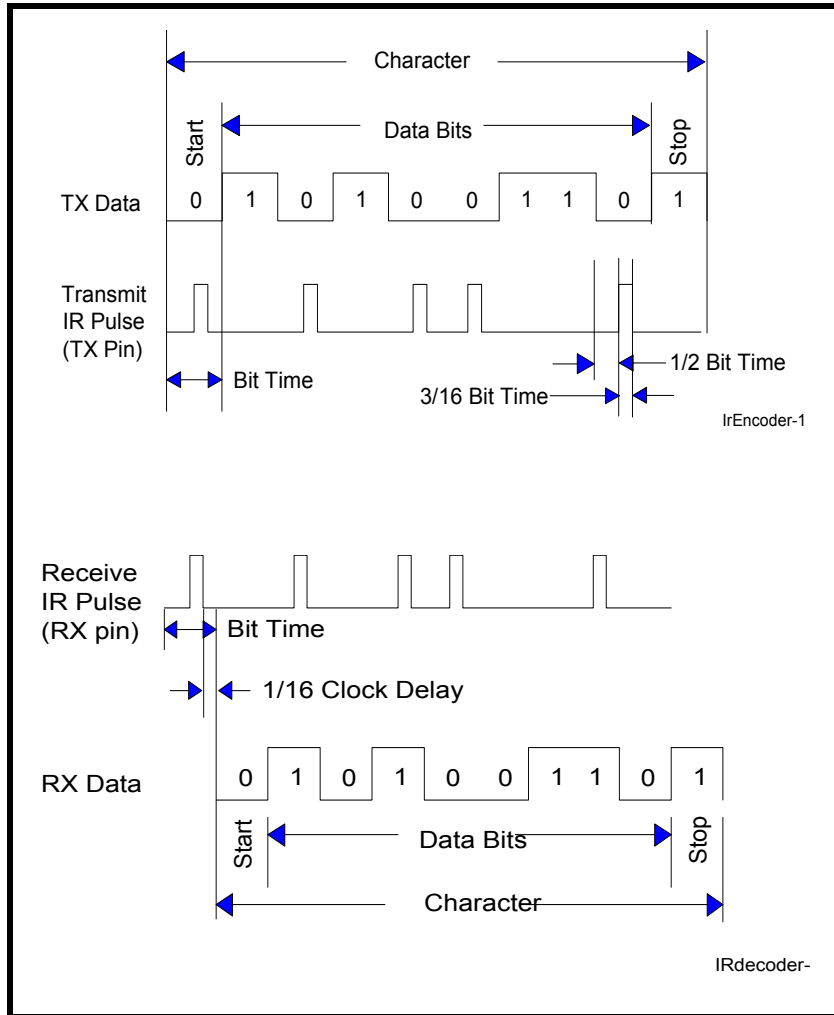 Character
Start
Data Bits
Stop
TX Data
0 1 0 1 0 0 1 1 0 1
Transmit
IR Pulse
(TX Pin)
1/2 Bit Time
Bit Time
3/16 Bit Time
IrEncoder-1
Receive
IR Pulse
(RX pin)
Bit Time
1/16 Clock Delay
RX Data
0 1 0 1 0 0 1 1 0 1
Start
Data Bits
Stop
Character
IRdecoder-